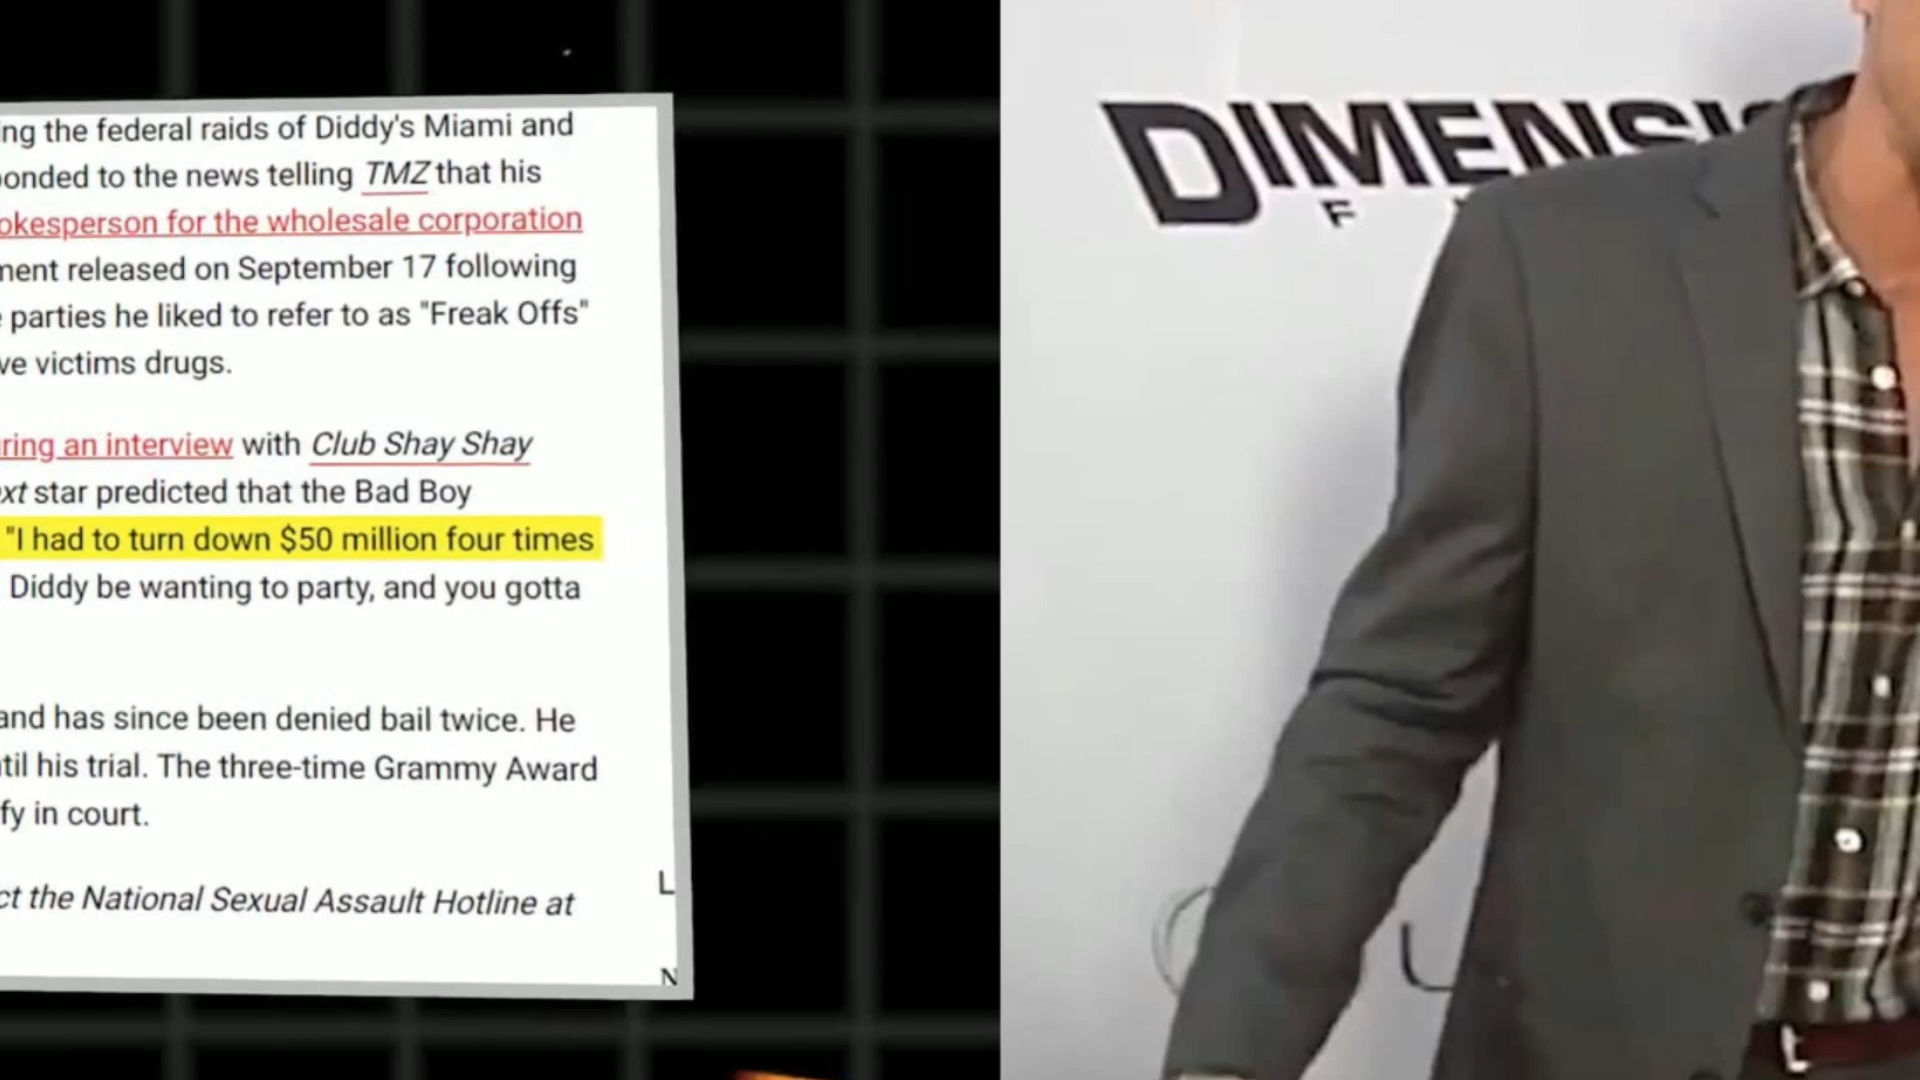 ing the federal raids of Diddy's Miami and
onded to the news telling TMZ that his
okesperson for the wholesale corporation
ment released on September 17 following
parties he liked to refer to as "Freak Offs"
ve victims drugs.
ring an interview with Club Shay Shay
ext star predicted that the Bad Boy
"I had to turn down $50 million four times
Diddy be wanting to party, and you gotta
and has since been denied bail twice. He
til his trial. The three-time Grammy Award
fy in court.
ct the National Sexual Assault Hotline at
L
N
DIMENSI
F